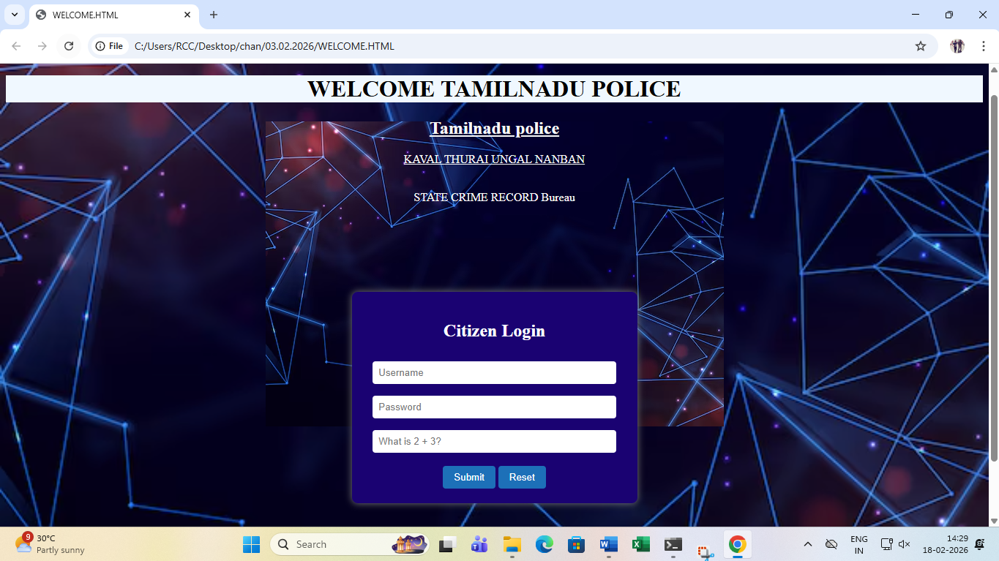 WELCOME.HTML
File
C:/Users/RCC/Desktop/chan/03.02.2026/WELCOME.HTML
WELCOME TAMILNADU POLICE
Tamilnadu police
KAVAL THURAI UNGAL NANBAN
STATE CRIME RECORD Bureau
Citizen Login
Username
Password
What is 2 + 3?
Submit Reset
9
30°C
Partly sunny
Search
ENG
IN
14:29
18-02-2026